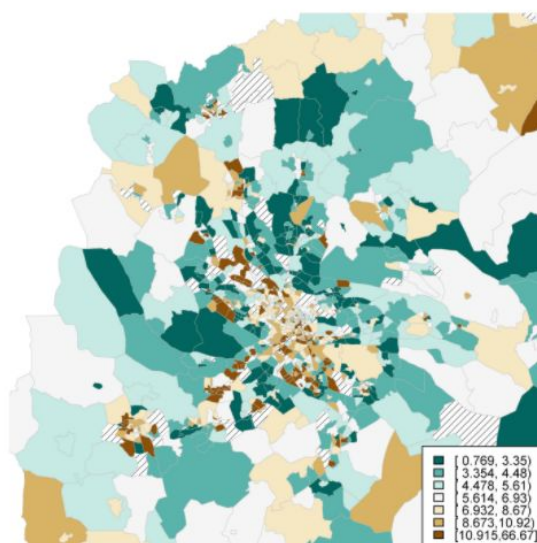 [ 0.769, 3.35)
[ 3.354, 4.48)
[ 4.478, 5.61)
[ 5.614, 6.93)
[ 6.932, 8.67)
[ 8.673,10.92)
[10.915,66.67]